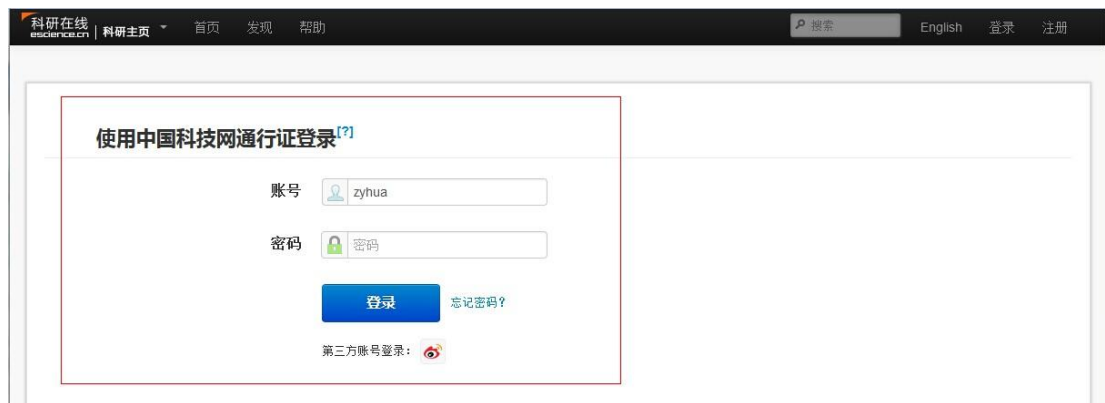 科研在线 escience.cn | 科研主页 首页 发现 帮助 搜索 English 登录 注册
使用中国科技网通行证登录[?]
账号 zyhua
密码 密码
登录 忘记密码?
第三方账号登录: